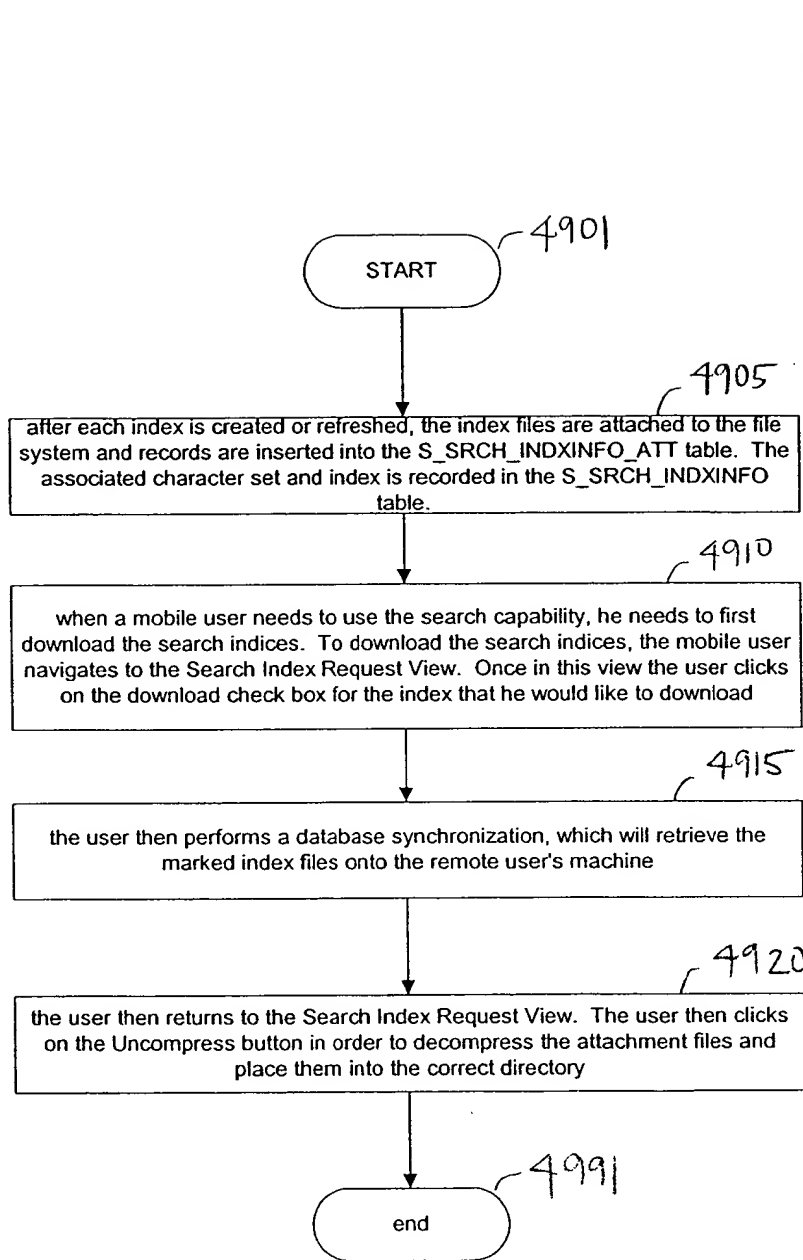 4901
START
4905
after each index is created or refreshed, the index files are attached to the file
system and records are inserted into the S_SRCH_INDXINFO_ATT table. The
associated character set and index is recorded in the S_SRCH_INDXINFO
table.
4910
when a mobile user needs to use the search capability, he needs to first
download the search indices. To download the search indices, the mobile user
navigates to the Search Index Request View. Once in this view the user clicks
on the download check box for the index that he would like to download
4915
the user then performs a database synchronization, which will retrieve the
marked index files onto the remote user's machine
4920
the user then returns to the Search Index Request View. The user then clicks
on the Uncompress button in order to decompress the attachment files and
place them into the correct directory
4991
end